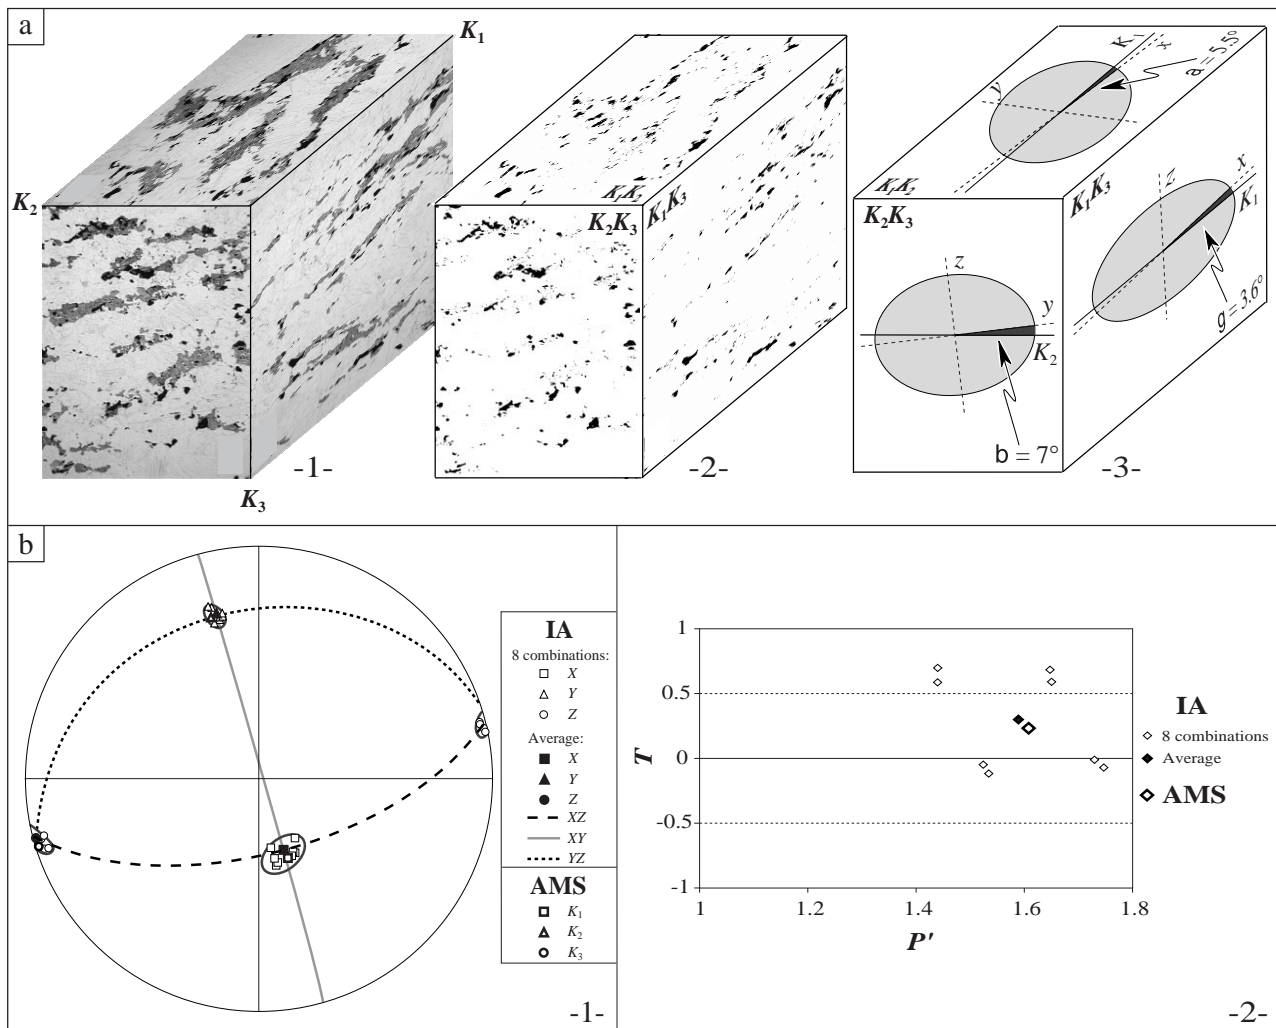 a
K₁
K₂
K₃
-1-
K₁K₂
K₂K₃
K₁K₃
-2-
K₁
x
a = 5.5°
y
K₁K₂
K₂K₃
K₁K₃
z
x
K₁
g = 3.6°
z
y
K₂
b = 7°
-3-
b
IA
8 combinations:
X
Y
Z
Average:
X
Y
Z
XZ
XY
YZ
AMS
K₁
K₂
K₃
-1-
1
0.5
0
-0.5
-1
T
1
1.4
1.6
1.8
P'
IA
8 combinations
Average
AMS
-2-